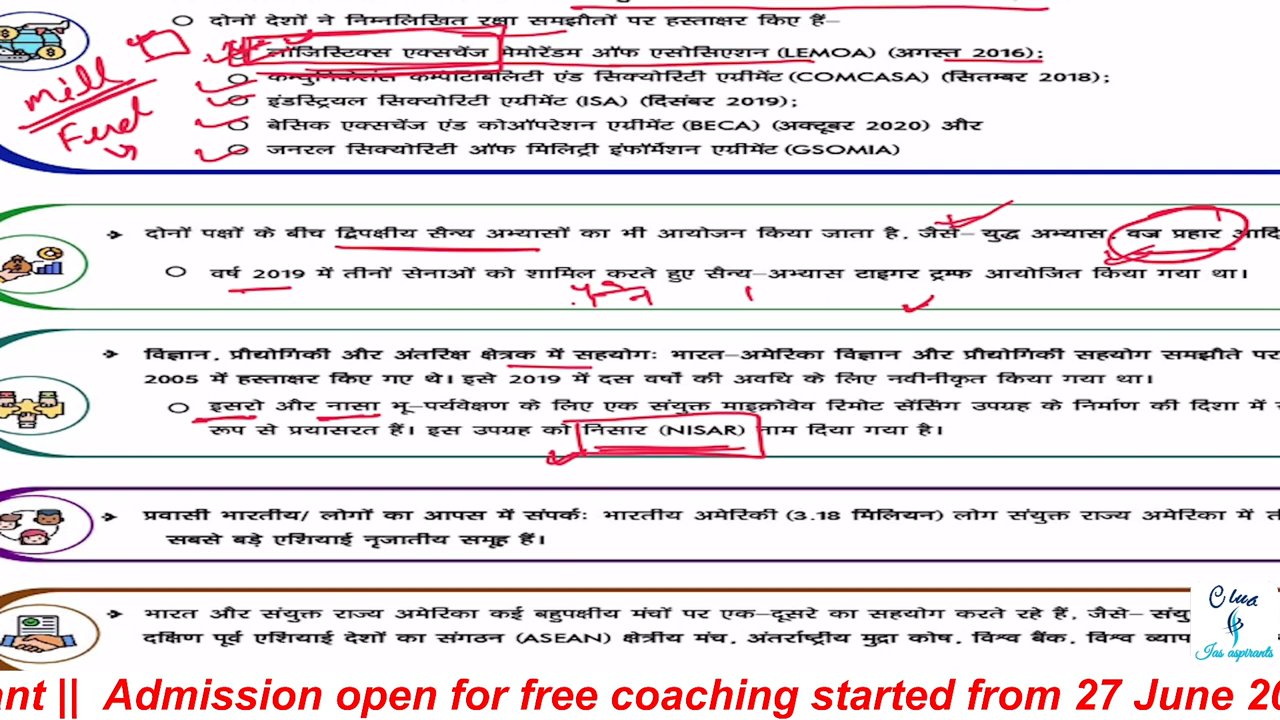 दोनों देशों ने निम्नलिखित रक्षा समझौतों पर हस्ताक्षर किए हैं–
लॉजिस्टिक्स एक्सचेंज मेमोरेंडम ऑफ एसोसिएशन (LEMOA) (अगस्त 2016);
कम्युनिकेशंस कम्पाटिबिलिटी एंड सिक्योरिटी एग्रीमेंट (COMCASA) (सितम्बर 2018);
इंडस्ट्रियल सिक्योरिटी एग्रीमेंट (ISA) (दिसंबर 2019);
बेसिक एक्सचेंज एंड कोऑपरेशन एग्रीमेंट (BECA) (अक्टूबर 2020) और
जनरल सिक्योरिटी ऑफ मिलिट्री इंफॉर्मेशन एग्रीमेंट (GSOMIA)
दोनों पक्षों के बीच द्विपक्षीय सैन्य अभ्यासों का भी आयोजन किया जाता है, जैसे– युद्ध अभ्यास, वज्र प्रहार आदि
वर्ष 2019 में तीनों सेनाओं को शामिल करते हुए सैन्य–अभ्यास टाइगर ट्रम्फ आयोजित किया गया था।
विज्ञान, प्रौद्योगिकी और अंतरिक्ष क्षेत्रक में सहयोगः भारत–अमेरिका विज्ञान और प्रौद्योगिकी सहयोग समझौते पर
2005 में हस्ताक्षर किए गए थे। इसे 2019 में दस वर्षों की अवधि के लिए नवीनीकृत किया गया था।
इसरो और नासा भू–पर्यवेक्षण के लिए एक संयुक्त माइक्रोवेव रिमोट सेंसिंग उपग्रह के निर्माण की दिशा में
रूप से प्रयासरत हैं। इस उपग्रह को निसार (NISAR) नाम दिया गया है।
प्रवासी भारतीय/ लोगों का आपस में संपर्कः भारतीय अमेरिकी (3.18 मिलियन) लोग संयुक्त राज्य अमेरिका में
सबसे बड़े एशियाई नृजातीय समूह हैं।
भारत और संयुक्त राज्य अमेरिका कई बहुपक्षीय मंचों पर एक–दूसरे का सहयोग करते रहे हैं, जैसे– संयु
दक्षिण पूर्व एशियाई देशों का संगठन (ASEAN) क्षेत्रीय मंच, अंतर्राष्ट्रीय मुद्रा कोष, विश्व बैंक, विश्व व्याप
Jas aspirants
ant || Admission open for free coaching started from 27 June 20